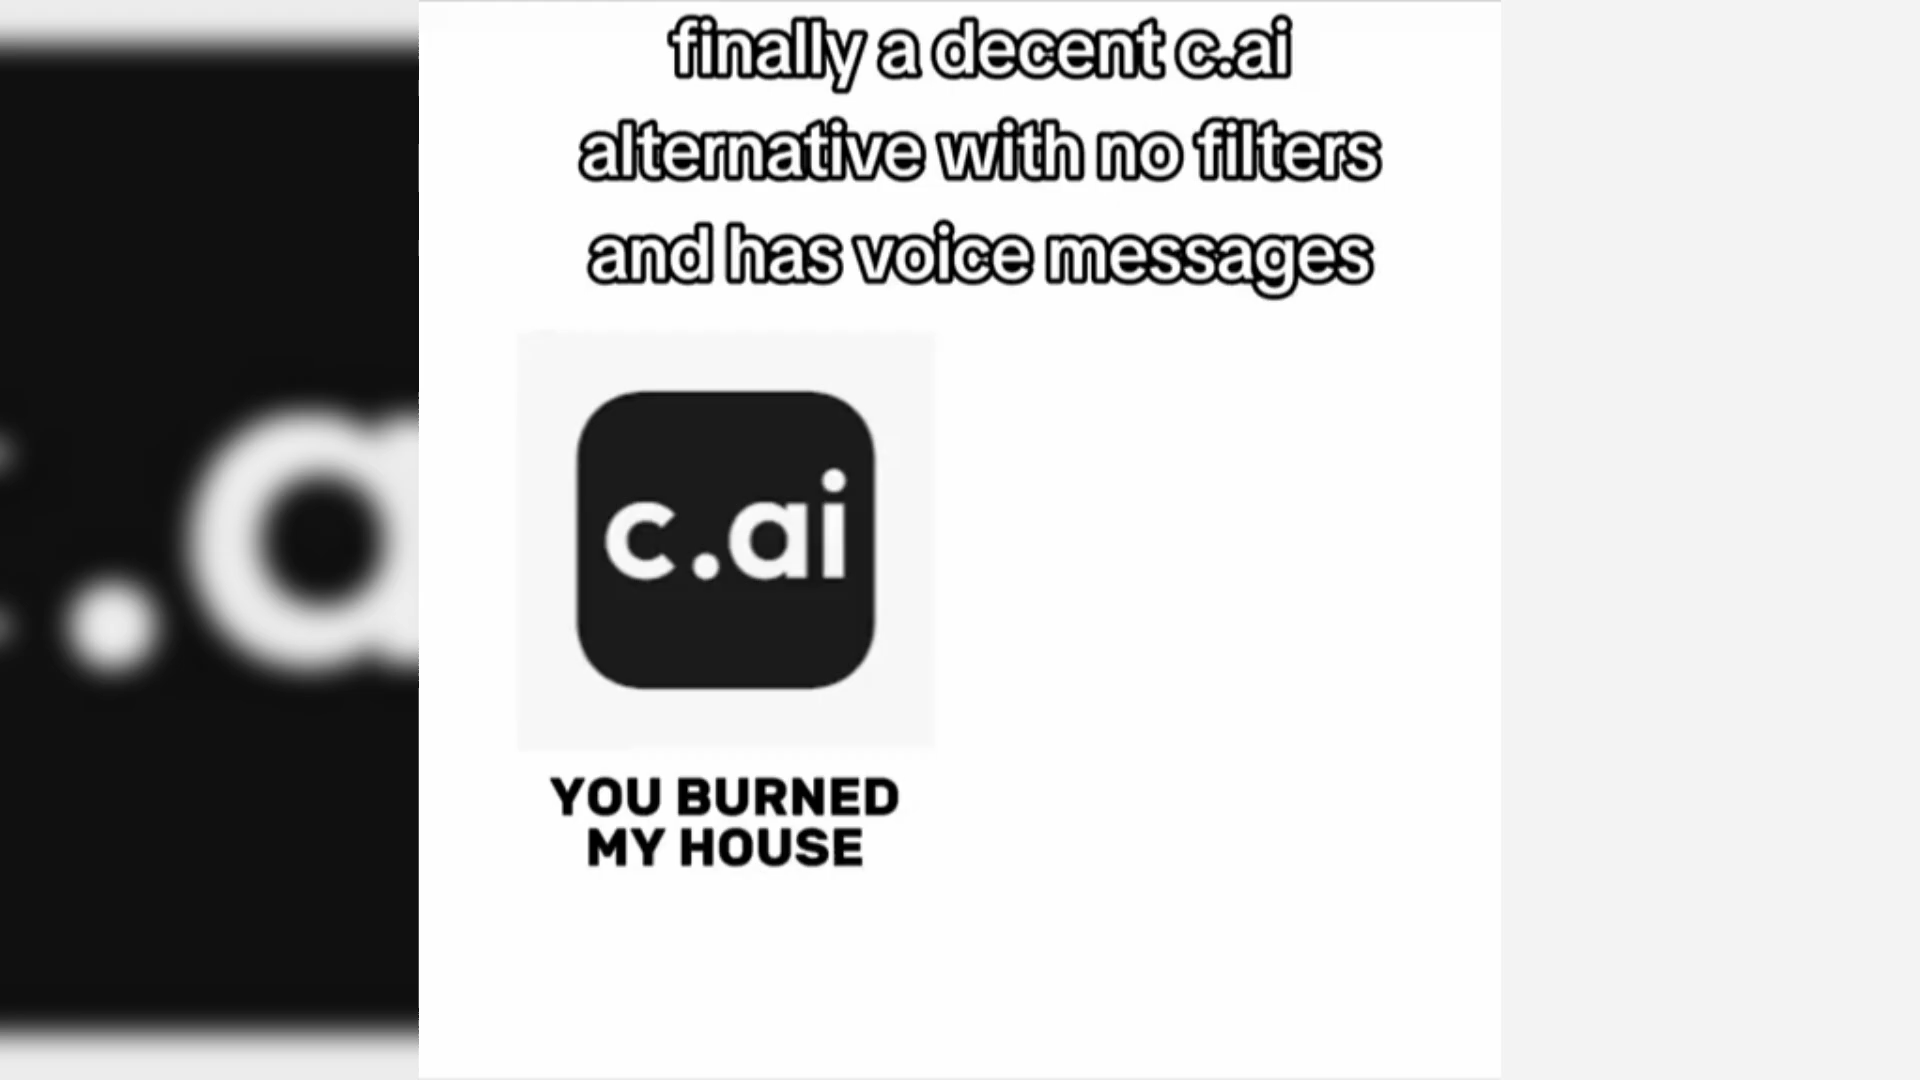 finally a decent c.ai
alternative with no filters
and has voice messages
c.ai
YOU BURNED
MY HOUSE